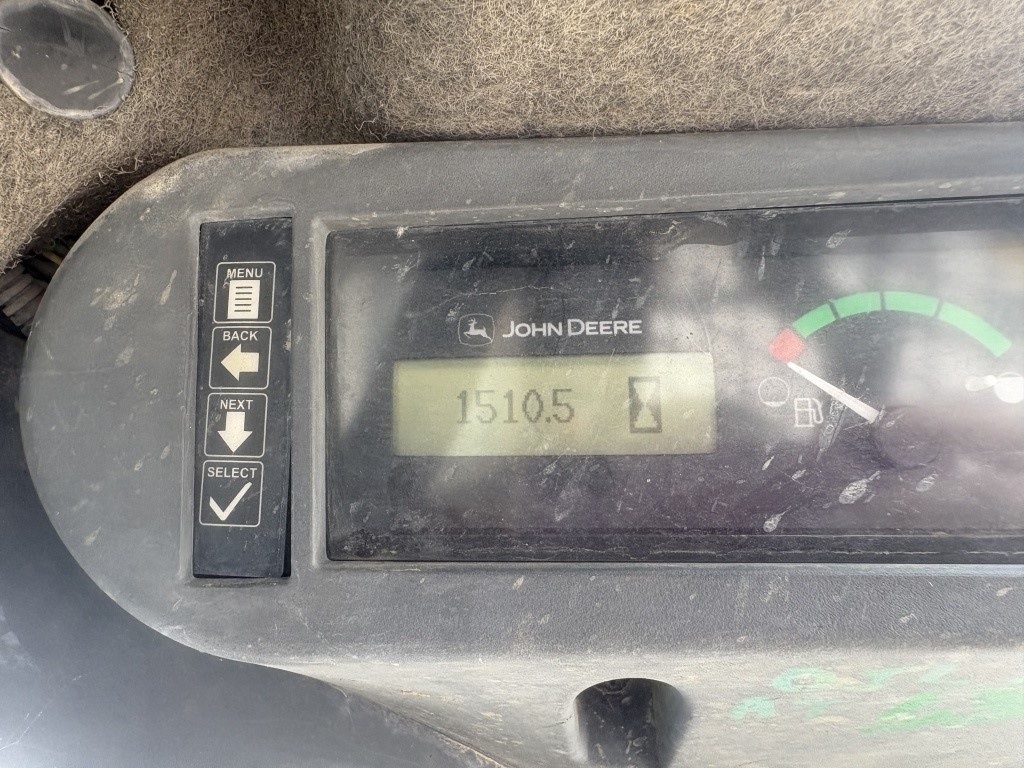 MENU
BACK
NEXT
SELECT
JOHN DEERE
1510.5